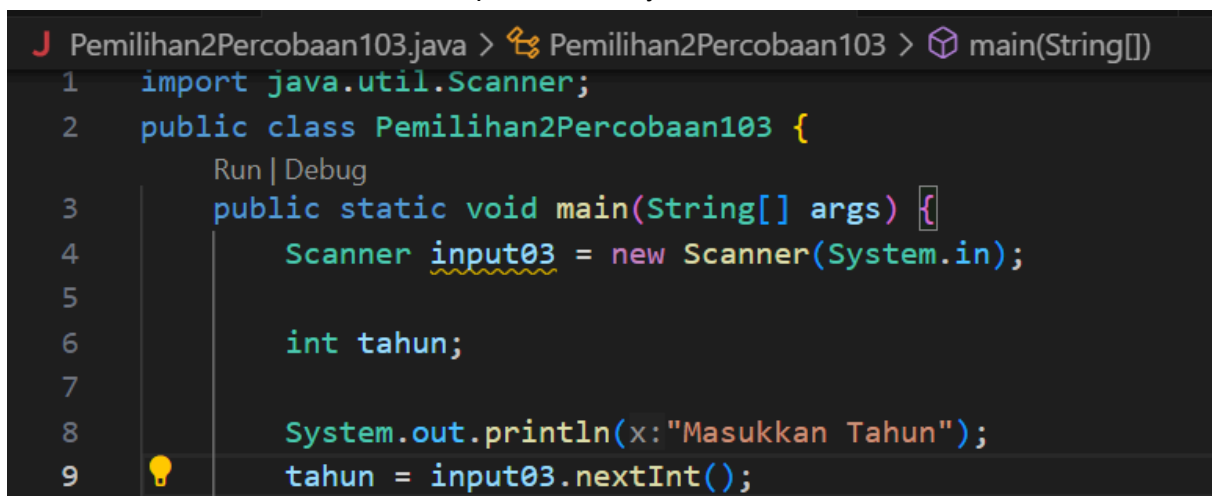 J Pemilihan2Percobaan103.java > Pemilihan2Percobaan103 > main(String[])
1 import java.util.Scanner;
2 public class Pemilihan2Percobaan103 {
Run | Debug
3 public static void main(String[] args) {
4 Scanner input03 = new Scanner(System.in);
5
6 int tahun;
7
8 System.out.println(x:"Masukkan Tahun");
9 tahun = input03.nextInt();